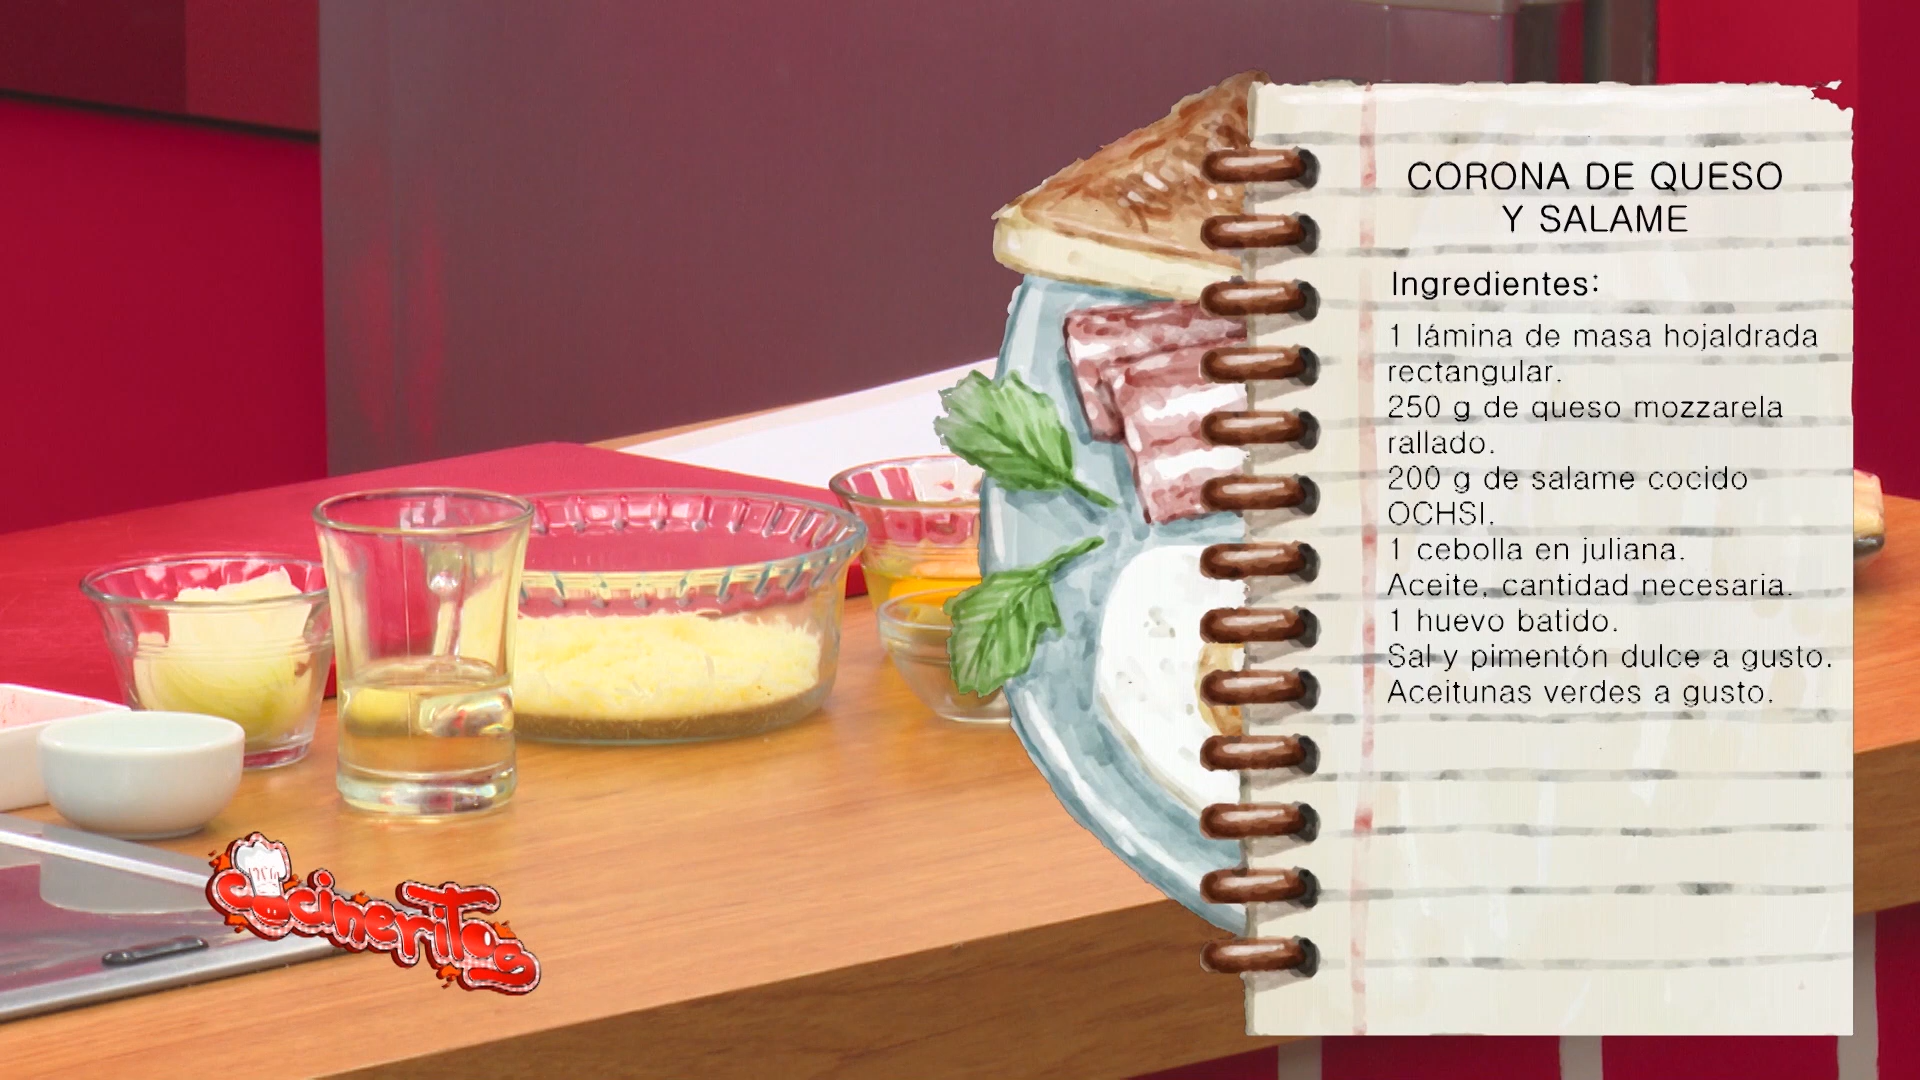 CORONA DE QUESO
Y SALAME
Ingredientes:
1 lámina de masa hojaldrada
rectangular.
250 g de queso mozzarela
rallado.
200 g de salame cocido
OCHSI.
1 cebolla en juliana.
Aceite, cantidad necesaria.
1 huevo batido.
Sal y pimentón dulce a gusto.
Aceitunas verdes a gusto.
Cocineritos